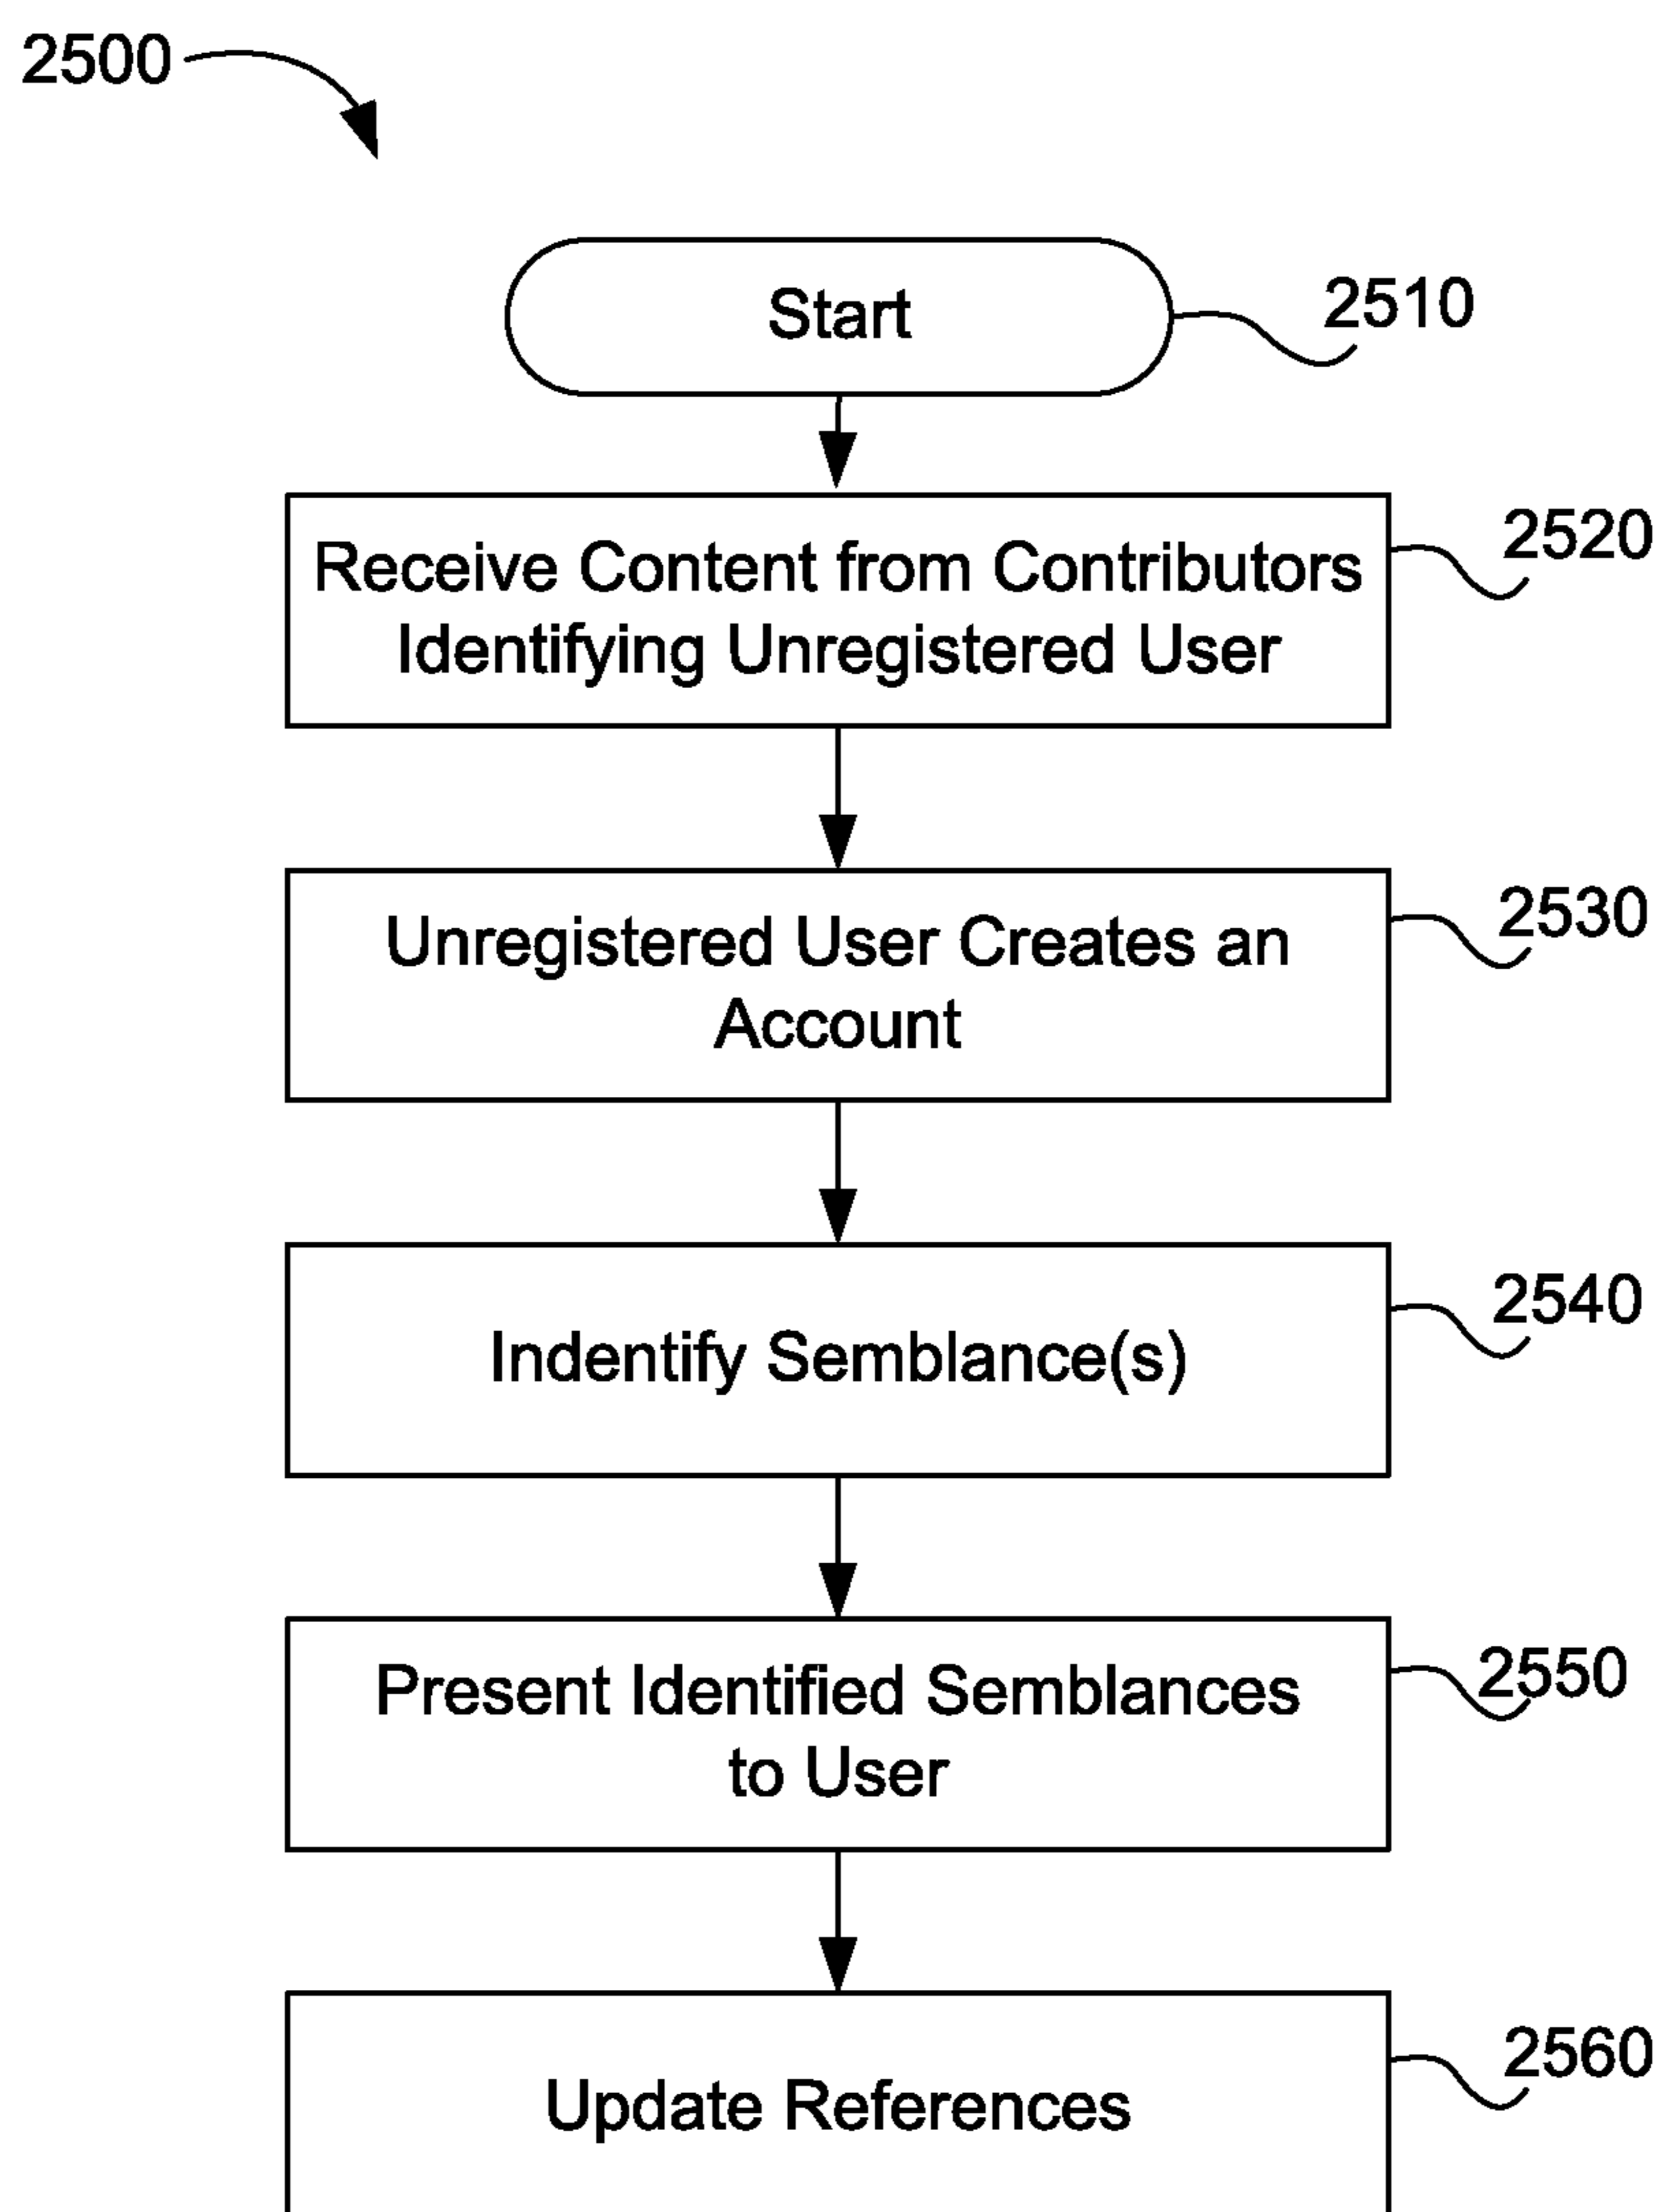 2500
Start
2510
Receive Content from Contributors
Identifying Unregistered User
2520
Unregistered User Creates an
Account
2530
Indentify Semblance(s)
2540
Present Identified Semblances
to User
2550
Update References
2560